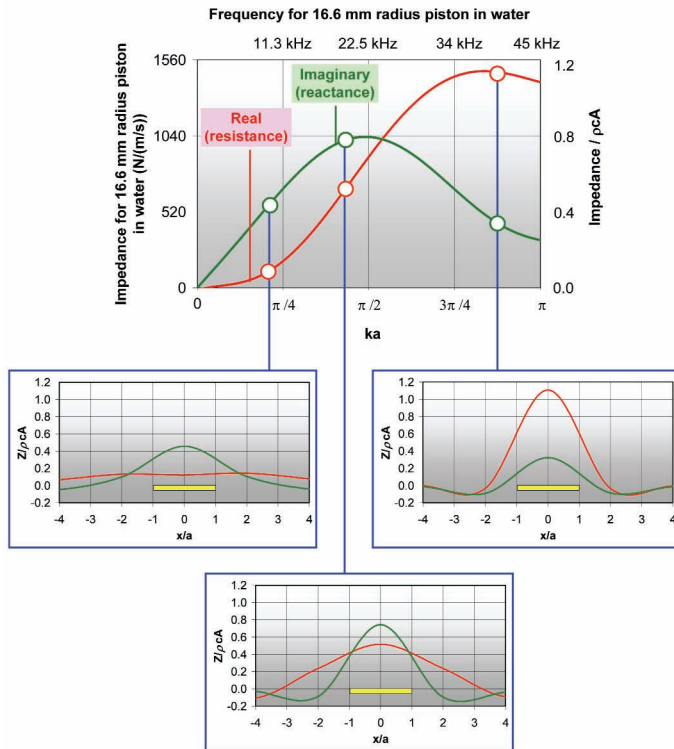 Frequency for 16.6 mm radius piston in water
11.3 kHz 22.5 kHz 34 kHz 45 kHz
Impedance for 16.6 mm radius piston
in water (N/(m/s))
1560
1040
520
0
Imaginary
(reactance)
Real
(resistance)
1.2
0.8
0.4
0.0
Impedance / ρcA
0 π /4 π /2 3π /4 π
ka
Z/ρcA
1.2
1.0
0.8
0.6
0.4
0.2
0.0
-0.2
-4 -3 -2 -1 0 1 2 3 4
x/a
Z/ρcA
1.2
1.0
0.8
0.6
0.4
0.2
0.0
-0.2
-4 -3 -2 -1 0 1 2 3 4
x/a
Z/ρcA
1.2
1.0
0.8
0.6
0.4
0.2
0.0
-0.2
-4 -3 -2 -1 0 1 2 3 4
x/a